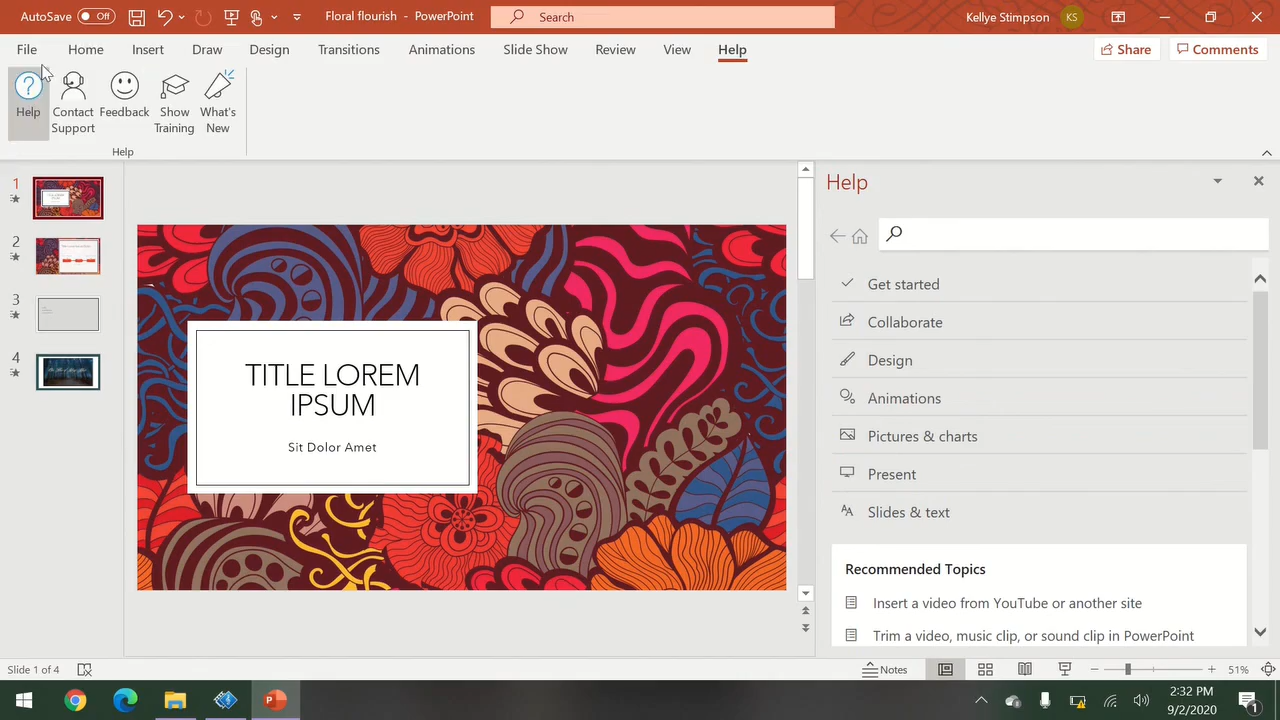 AutoSave Off Floral flourish - PowerPoint Search Kellye Stimpson KS
File Home Insert Draw Design Transitions Animations Slide Show Review View Help Share Comments
Help Contact Support Feedback Show Training What's New
Help
1
2
3
4
TITLE LOREM
IPSUM
Sit Dolor Amet
Help
Get started
Collaborate
Design
Animations
Pictures & charts
Present
Slides & text
Recommended Topics
Insert a video from YouTube or another site
Trim a video, music clip, or sound clip in PowerPoint
Slide 1 of 4 Notes 51%
2:32 PM
9/2/2020
1